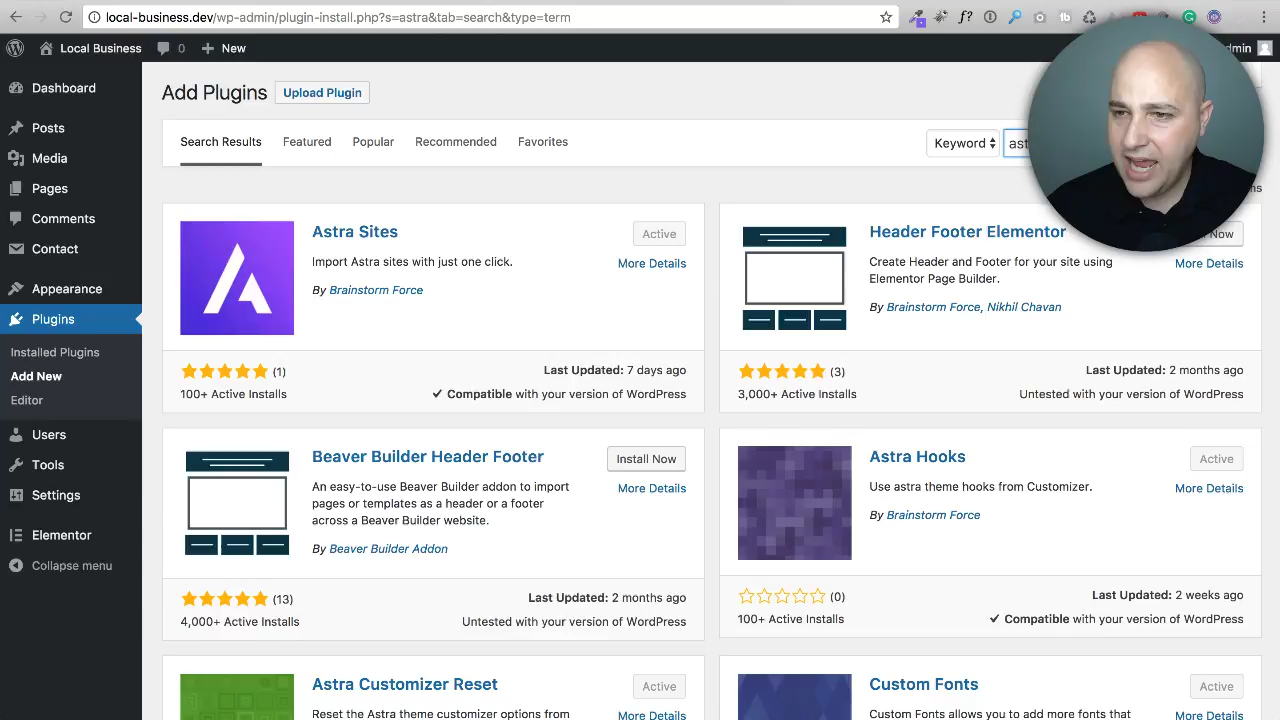 local-business.dev/wp-admin/plugin-install.php?s=astra&tab=search&type=term
Local Business
0
New
Dashboard
Posts
Media
Pages
Comments
Contact
Appearance
Plugins
Installed Plugins
Add New
Editor
Users
Tools
Settings
Elementor
Collapse menu
Add Plugins
Upload Plugin
Search Results
Featured
Popular
Recommended
Favorites
Keyword
Astra Sites
Active
Import Astra sites with just one click.
More Details
By Brainstorm Force
(1)
Last Updated: 7 days ago
100+ Active Installs
Compatible with your version of WordPress
Header Footer Elementor
Now
Create Header and Footer for your site using
More Details
Elementor Page Builder.
By Brainstorm Force, Nikhil Chavan
(3)
Last Updated: 2 months ago
3,000+ Active Installs
Untested with your version of WordPress
Beaver Builder Header Footer
Install Now
An easy-to-use Beaver Builder addon to import
More Details
pages or templates as a header or a footer
across a Beaver Builder website.
By Beaver Builder Addon
(13)
Last Updated: 2 months ago
4,000+ Active Installs
Untested with your version of WordPress
Astra Hooks
Active
Use astra theme hooks from Customizer.
More Details
By Brainstorm Force
(0)
Last Updated: 2 weeks ago
100+ Active Installs
Compatible with your version of WordPress
Astra Customizer Reset
Active
Reset the Astra theme customizer options from
More Details
Custom Fonts
Active
Custom Fonts allows you to add more fonts that
More Details